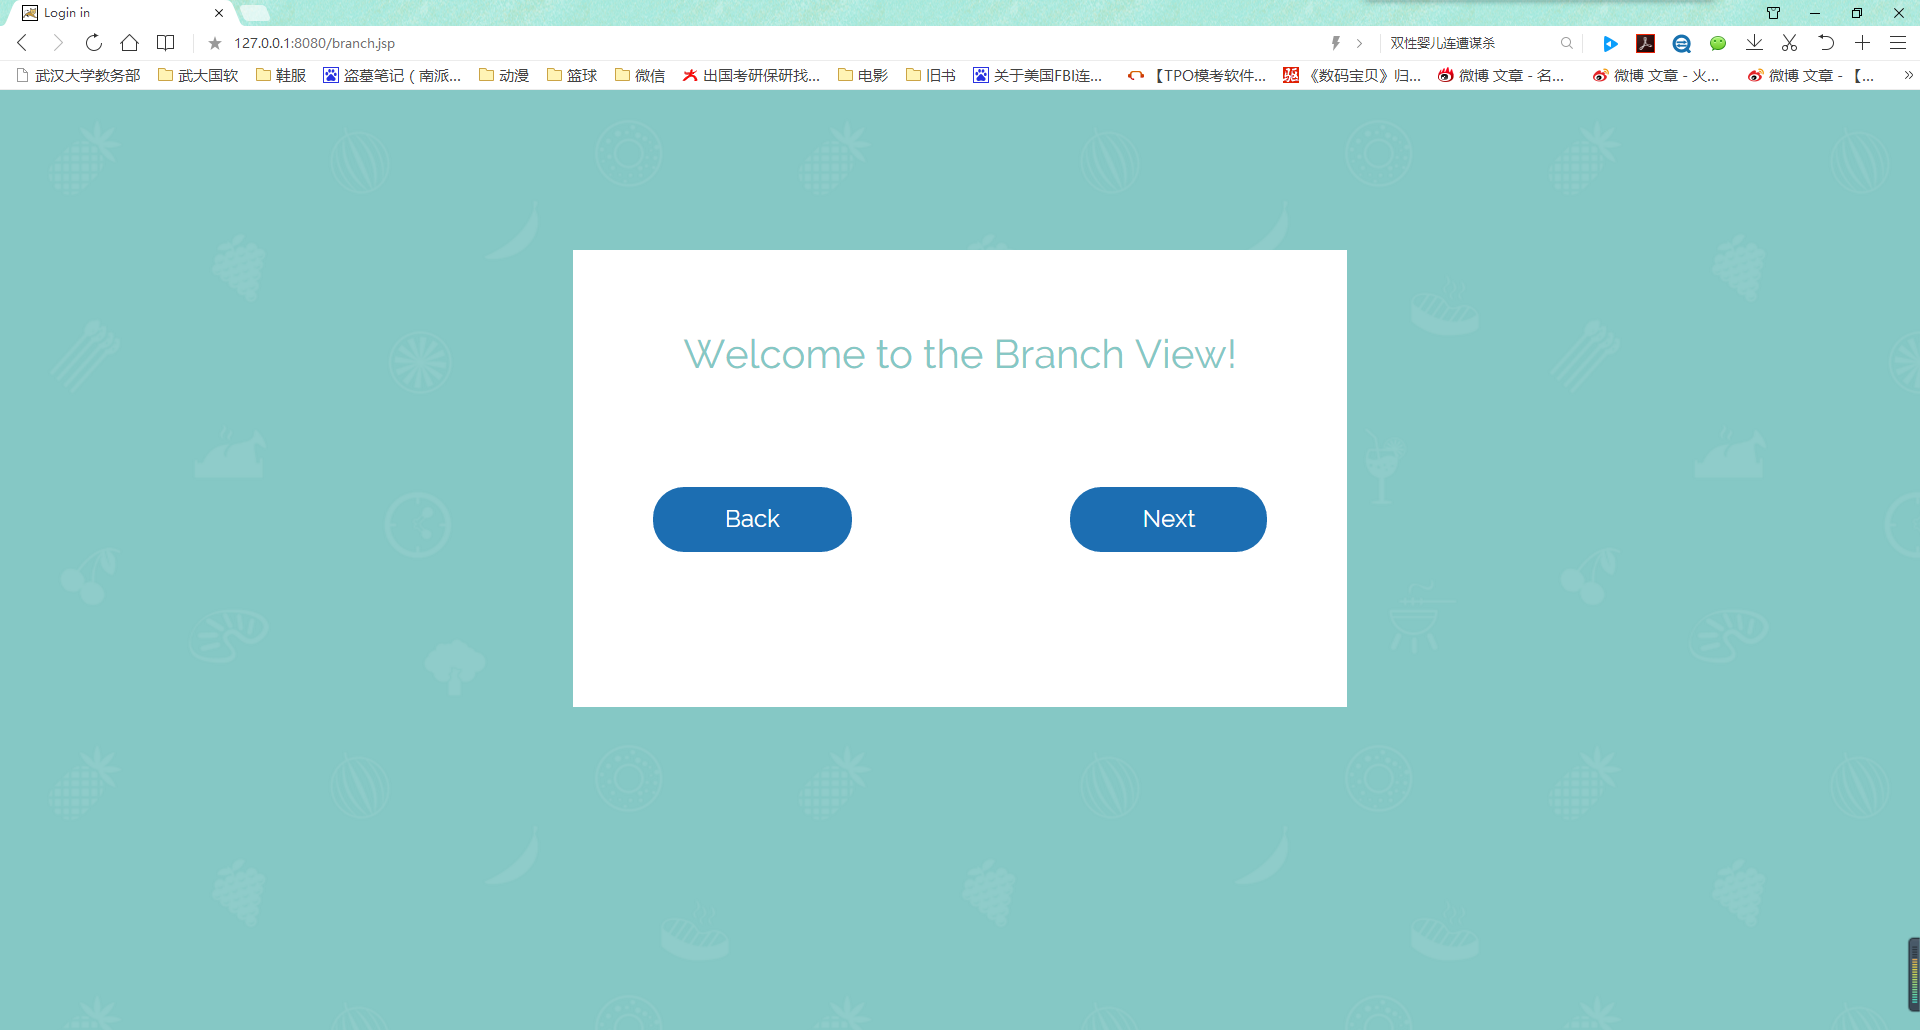 Login in
127.0.0.1:8080/branch.jsp
双性婴儿连遭谋杀
武汉大学教务部 武大国软 鞋服 盗墓笔记（南派... 动漫 篮球 微信 出国考研保研找... 电影 旧书 关于美国FBI连... 【TPO模考软件... 《数码宝贝》归... 微博 文章 - 名... 微博 文章 - 火... 微博 文章 - 【...
Welcome to the Branch View!
Back Next